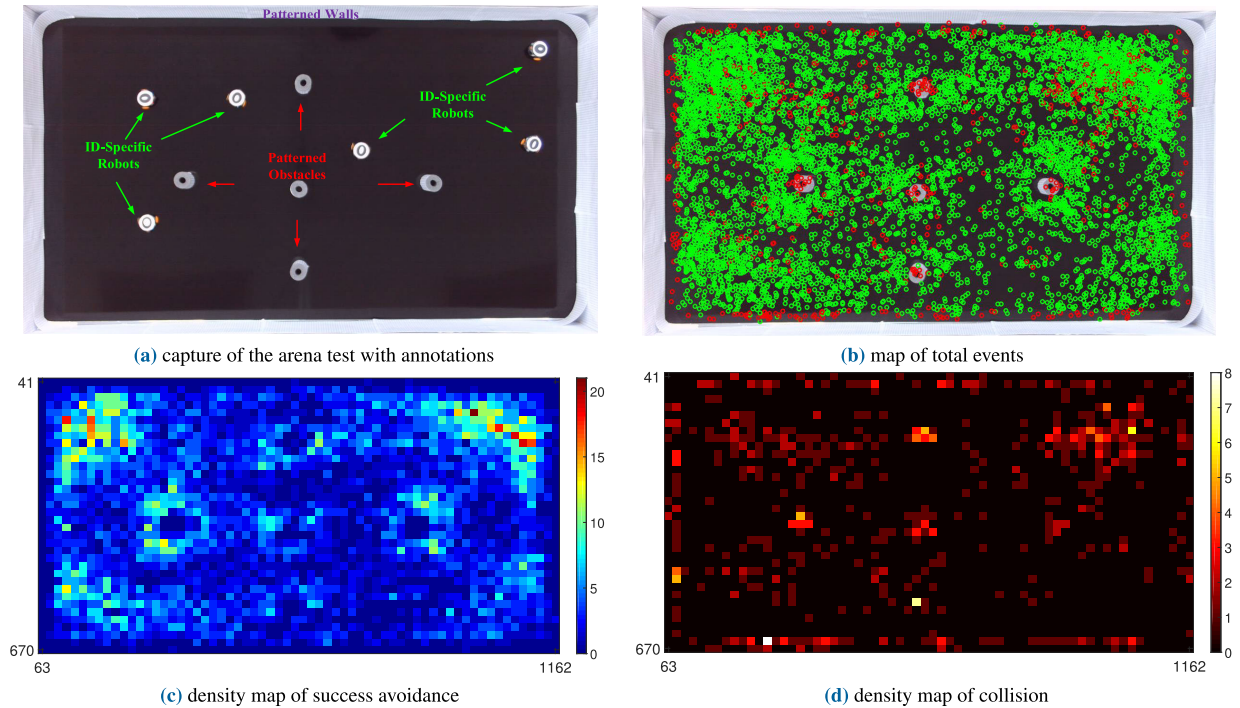 Patterned Walls
ID-Specific
Robots
ID-Specific
Robots
Patterned
Obstacles
(a) capture of the arena test with annotations
(b) map of total events
41
670
63
1162
20
15
10
5
0
(c) density map of success avoidance
41
670
63
1162
8
7
6
5
4
3
2
1
0
(d) density map of collision